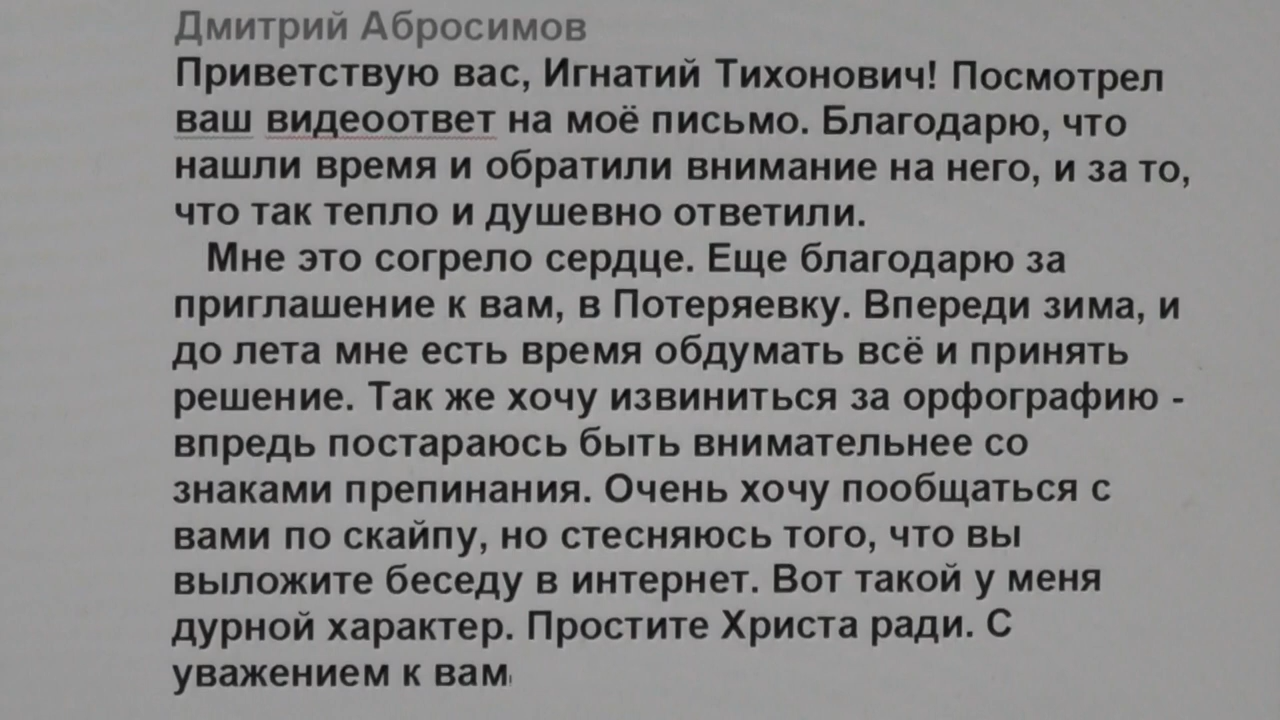 Дмитрий Абросимов
Приветствую вас, Игнатий Тихонович! Посмотрел
ваш видеоответ на моё письмо. Благодарю, что
нашли время и обратили внимание на него, и за то,
что так тепло и душевно ответили.
Мне это согрело сердце. Еще благодарю за
приглашение к вам, в Потеряевку. Впереди зима, и
до лета мне есть время обдумать всё и принять
решение. Так же хочу извиниться за орфографию -
впредь постараюсь быть внимательнее со
знаками препинания. Очень хочу пообщаться с
вами по скайпу, но стесняюсь того, что вы
выложите беседу в интернет. Вот такой у меня
дурной характер. Простите Христа ради. С
уважением к вам